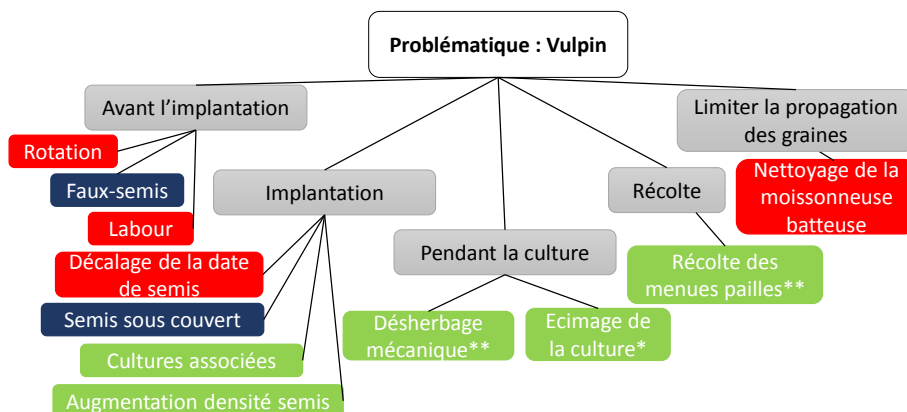 Problématique : Vulpin
Avant l’implantation
Rotation
Faux-semis
Labour
Implantation
Décalage de la date
de semis
Semis sous couvert
Cultures associées
Augmentation densité semis
Pendant la culture
Désherbage
mécanique**
Ecimage de
la culture*
Récolte
Récolte des
menues pailles**
Limiter la propagation
des graines
Nettoyage de la
moissonneuse
batteuse